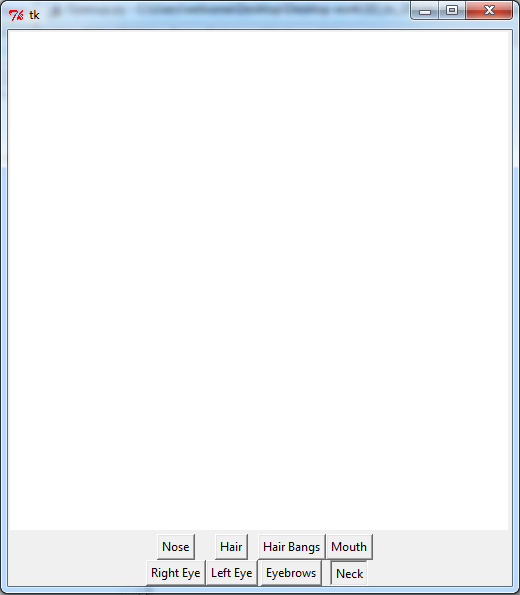 tk
Nose Hair Hair Bangs Mouth
Right Eye Left Eye Eyebrows Neck